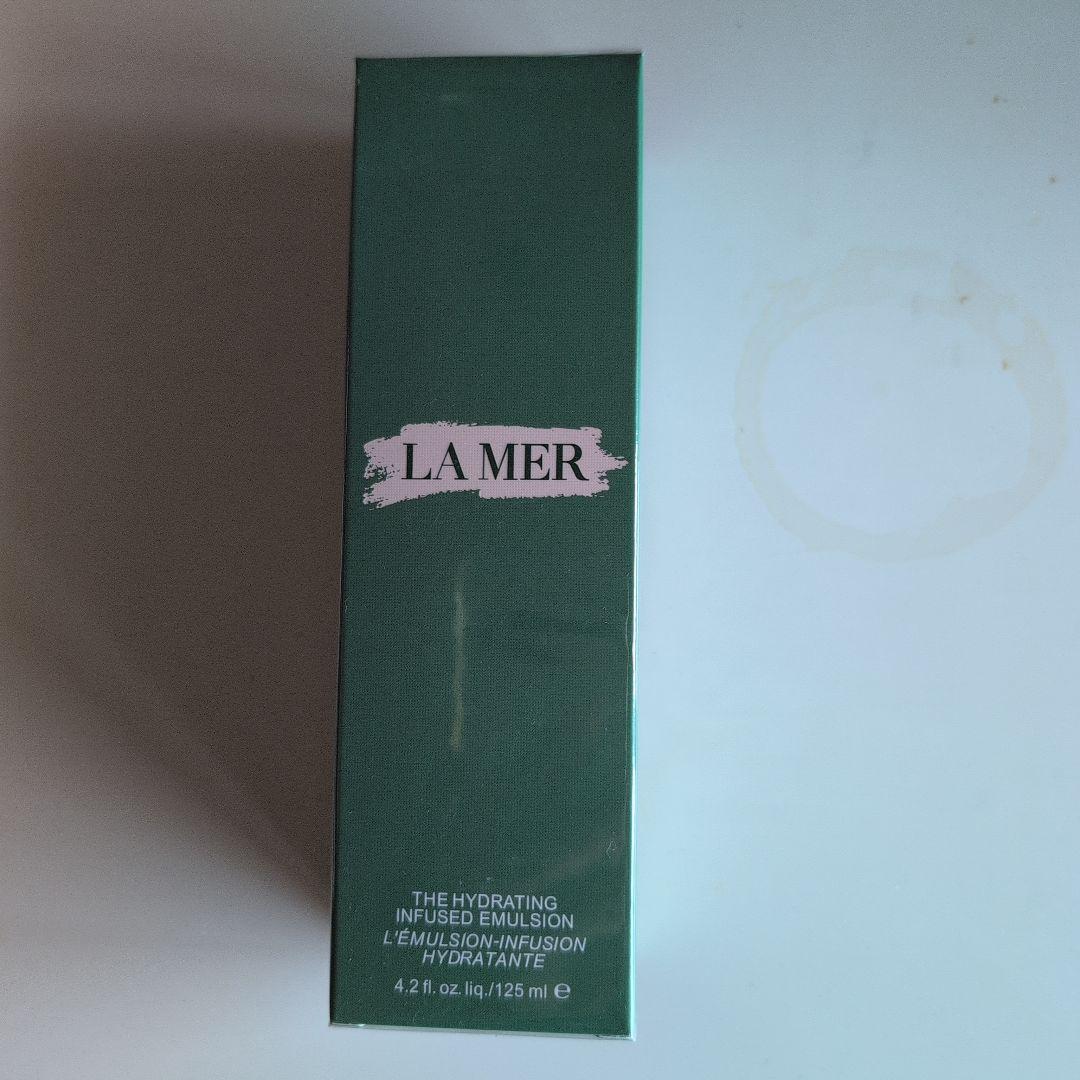 LA MER
THE HYDRATING
INFUSED EMULSION
L'ÉMULSION-INFUSION
HYDRATANTE
4.2 fl. oz. liq./125 ml ℮